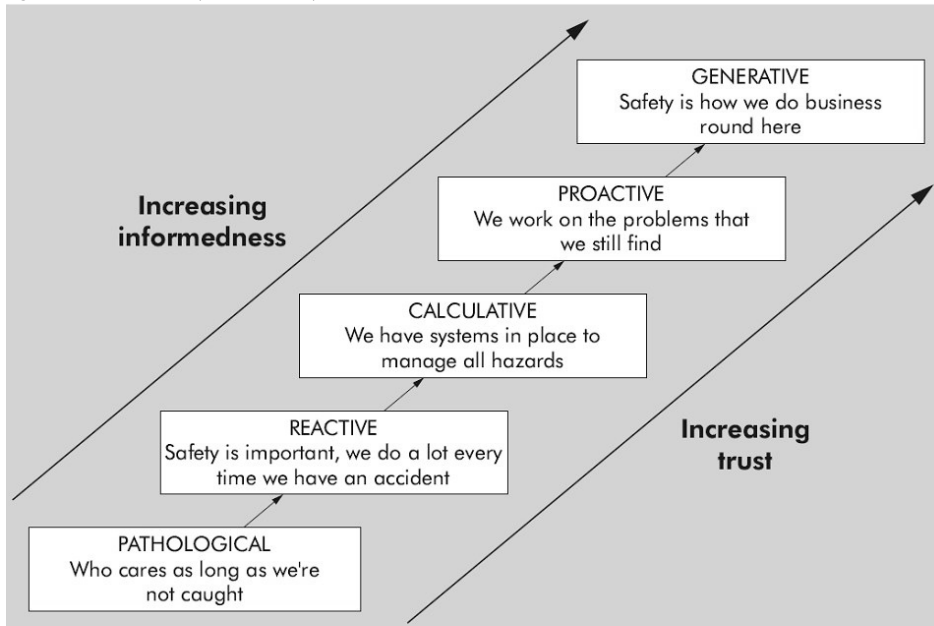 GENERATIVE
Safety is how we do business
round here
PROACTIVE
We work on the problems that
we still find
Increasing
informedness
CALCULATIVE
We have systems in place to
manage all hazards
REACTIVE
Safety is important, we do a lot every
time we have an accident
Increasing
trust
PATHOLOGICAL
Who cares as long as we're
not caught